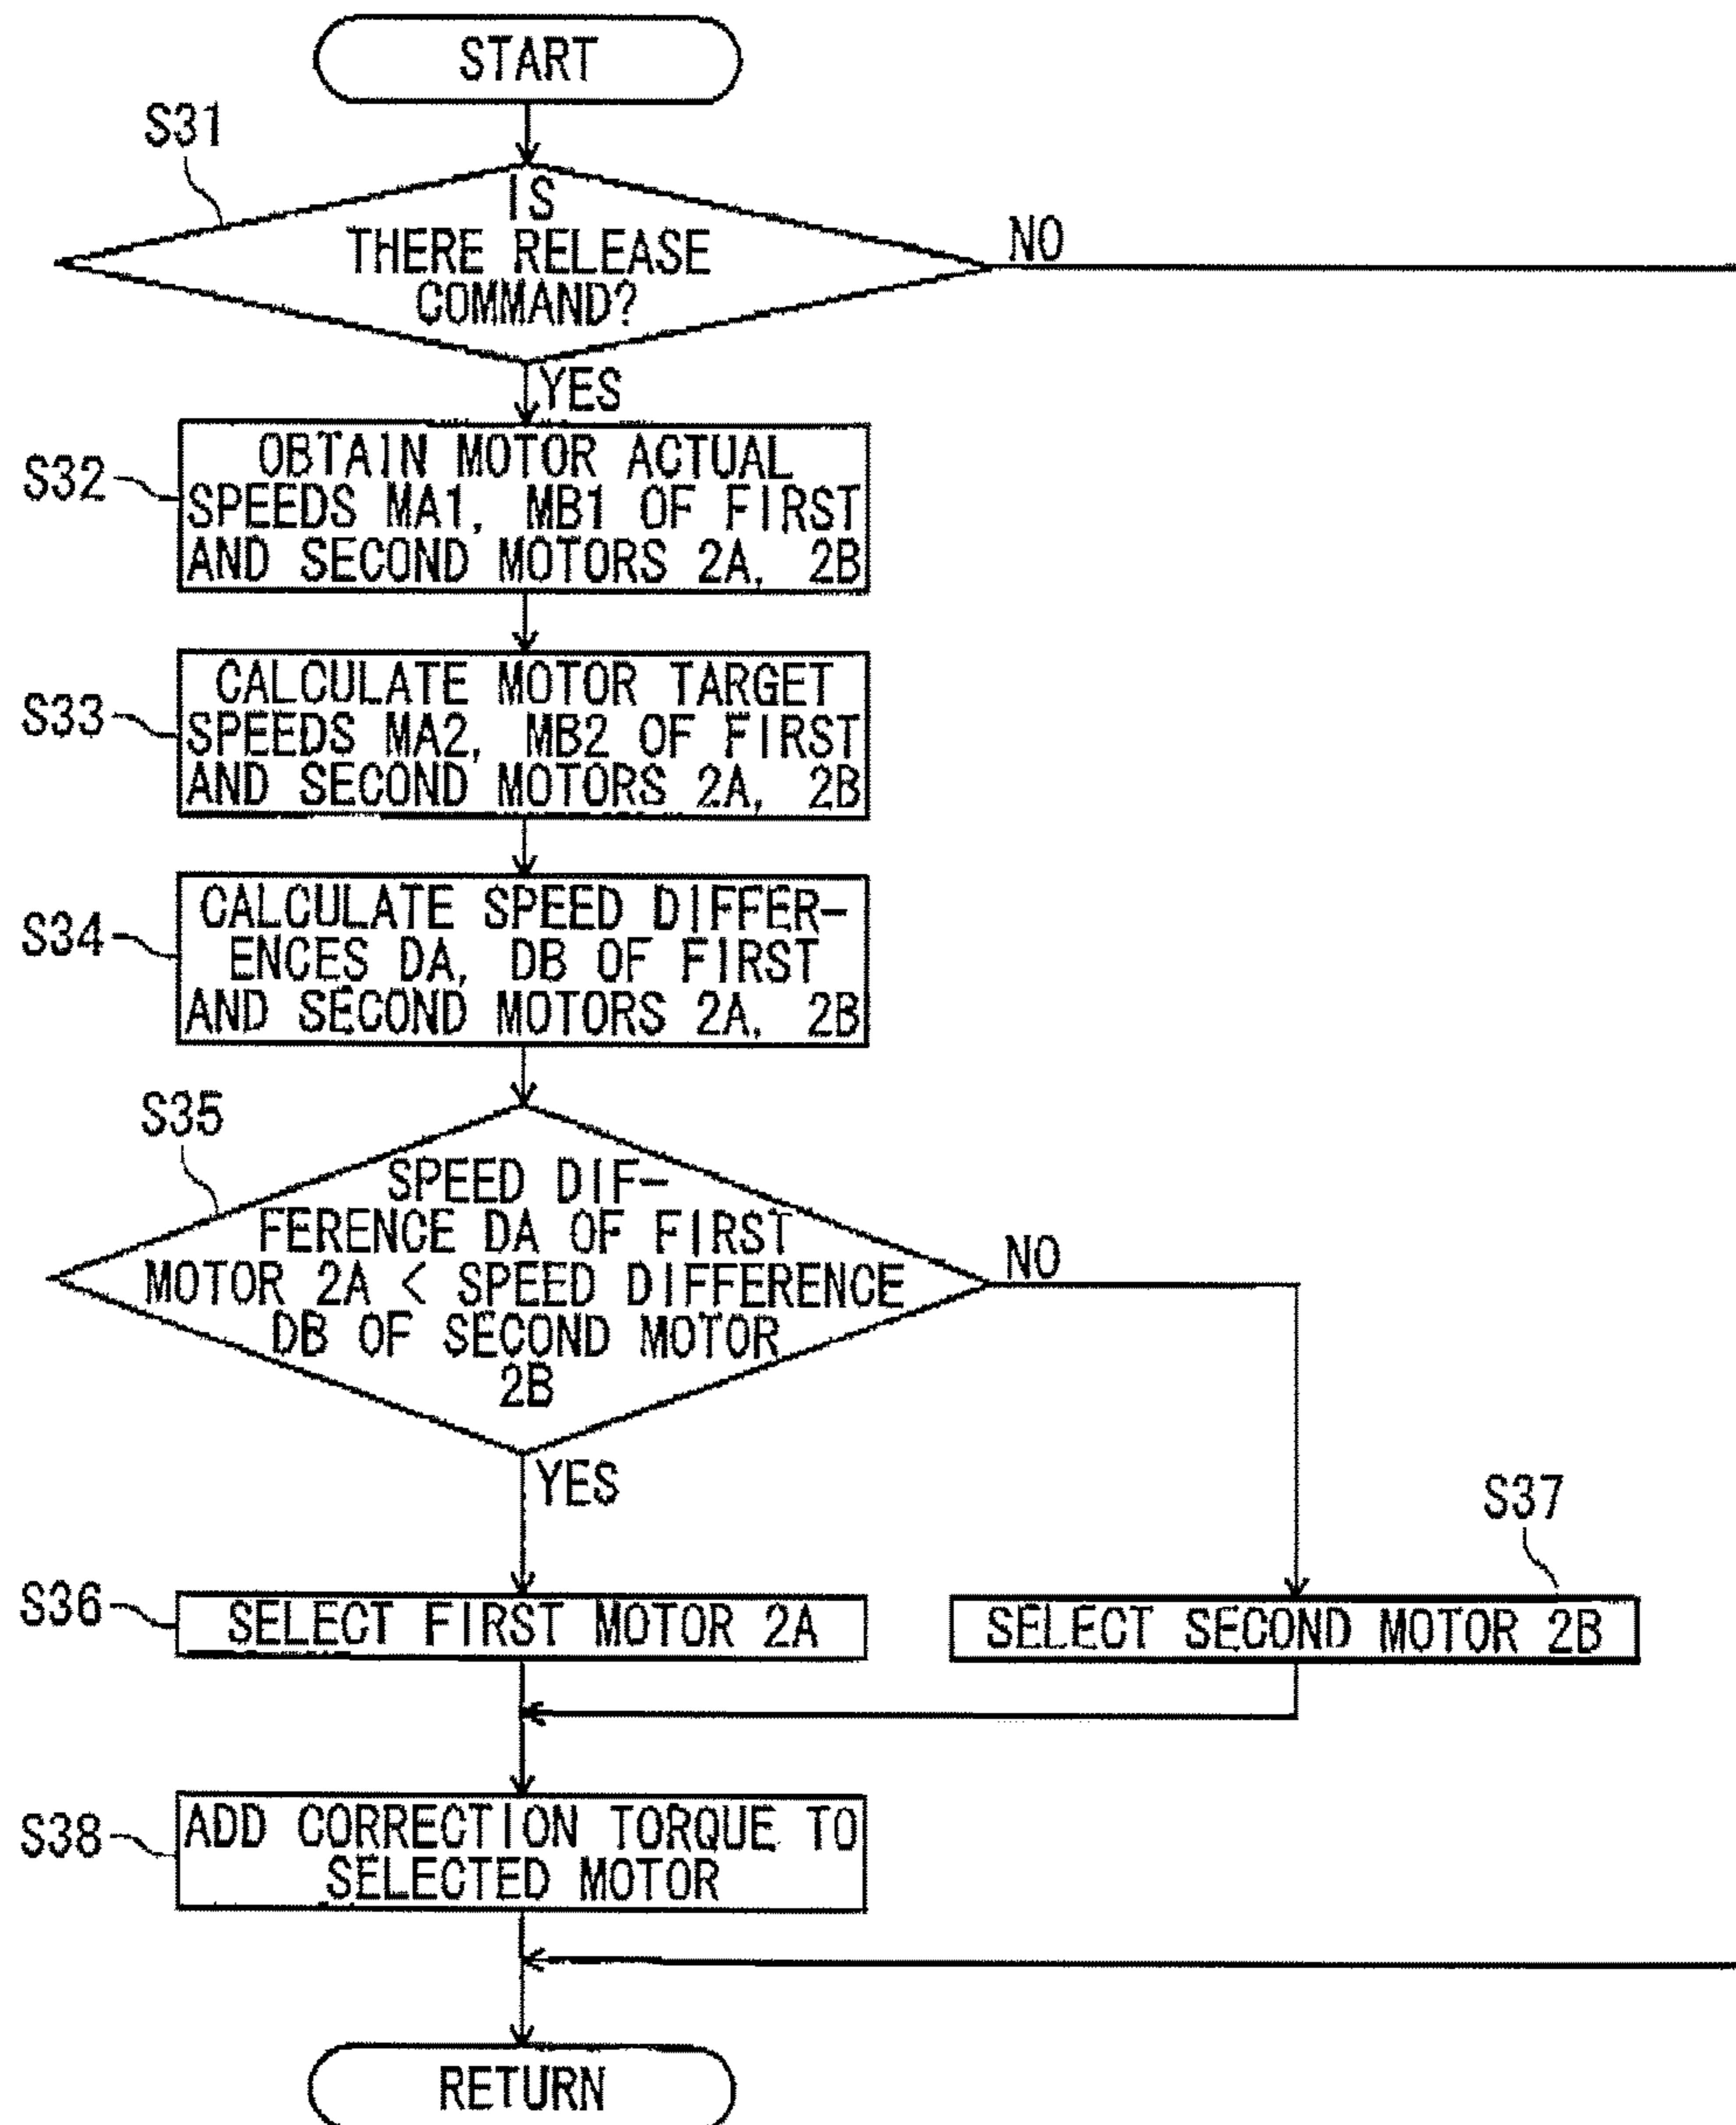 START
S31
IS
THERE RELEASE
COMMAND?
NO
YES
S32
OBTAIN MOTOR ACTUAL
SPEEDS MA1, MB1 OF FIRST
AND SECOND MOTORS 2A, 2B
S33
CALCULATE MOTOR TARGET
SPEEDS MA2, MB2 OF FIRST
AND SECOND MOTORS 2A, 2B
S34
CALCULATE SPEED DIFFER-
ENCES DA, DB OF FIRST
AND SECOND MOTORS 2A, 2B
S35
SPEED DIF-
FERENCE DA OF FIRST
MOTOR 2A < SPEED DIFFERENCE
DB OF SECOND MOTOR
2B
NO
YES
S36
SELECT FIRST MOTOR 2A
S37
SELECT SECOND MOTOR 2B
S38
ADD CORRECTION TORQUE TO
SELECTED MOTOR
RETURN